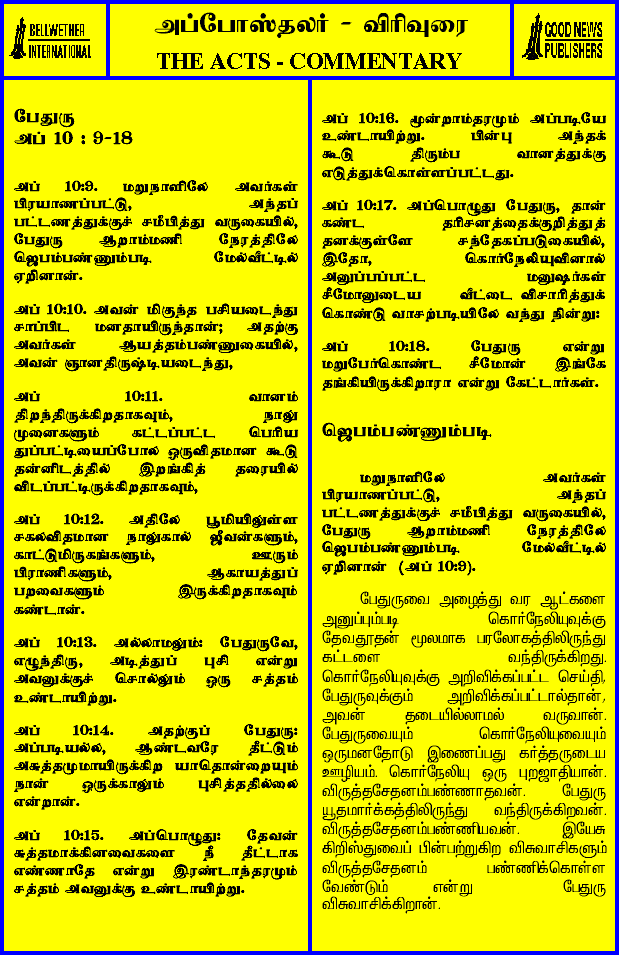 BELLWETHER
INTERNATIONAL
அப்போஸ்தலர் - விரிவுரை
THE ACTS - COMMENTARY
GOOD NEWS
PUBLISHERS
பேதுரு
அப் 10 : 9-18
அப் 10:9. மறுநாளிலே அவர்கள்
பிரயாணப்பட்டு, அந்தப்
பட்டணத்துக்குச் சமீபித்து வருகையில்,
பேதுரு ஆறாம்மணி நேரத்திலே
ஜெபம்பண்ணும்படி மேல்வீட்டில்
ஏறினான்.
அப் 10:10. அவன் மிகுந்த பசியடைந்து
சாப்பிட மனதாயிருந்தான்; அதற்கு
அவர்கள் ஆயத்தம்பண்ணுகையில்,
அவன் ஞானதிருஷ்டியடைந்து,
அப் 10:11. வானம்
திறந்திருக்கிறதாகவும், நாலு
முனைகளும் கட்டப்பட்ட பெரிய
துப்பட்டியைப்போல ஒருவிதமான கூடு
தன்னிடத்தில் இறங்கித் தரையில்
விடப்பட்டிருக்கிறதாகவும்,
அப் 10:12. அதிலே பூமியிலுள்ள
சகலவிதமான நாலுகால் ஜீவன்களும்,
காட்டுமிருகங்களும், ஊரும்
பிராணிகளும், ஆகாயத்துப்
பறவைகளும் இருக்கிறதாகவும்
கண்டான்.
அப் 10:13. அல்லாமலும்: பேதுருவே,
எழுந்திரு, அடித்துப் புசி என்று
அவனுக்குச் சொல்லும் ஒரு சத்தம்
உண்டாயிற்று.
அப் 10:14. அதற்குப் பேதுரு:
அப்படியல்ல, ஆண்டவரே தீட்டும்
அசுத்தமுமாயிருக்கிற யாதொன்றையும்
நான் ஒருக்காலும் புசித்ததில்லை
என்றான்.
அப் 10:15. அப்பொழுது: தேவன்
சுத்தமாக்கினவைகளை நீ தீட்டாக
எண்ணாதே என்று இரண்டாந்தரமும்
சத்தம் அவனுக்கு உண்டாயிற்று.
அப் 10:16. மூன்றாம்தரமும் அப்படியே
உண்டாயிற்று. பின்பு அந்தக்
கூடு திரும்ப வானத்துக்கு
எடுத்துக்கொள்ளப்பட்டது.
அப் 10:17. அப்பொழுது பேதுரு, தான்
கண்ட தரிசனத்தைக்குறித்துத்
தனக்குள்ளே சந்தேகப்படுகையில்,
இதோ, கொர்நேலியுவினால்
அனுப்பப்பட்ட மனுஷர்கள்
சீமோனுடைய வீட்டை விசாரித்துக்
கொண்டு வாசற்படியிலே வந்து நின்று:
அப் 10:18. பேதுரு என்று
மறுபேர்கொண்ட சீமோன் இங்கே
தங்கியிருக்கிறாரா என்று கேட்டார்கள்.
ஜெபம்பண்ணும்படி
மறுநாளிலே அவர்கள்
பிரயாணப்பட்டு, அந்தப்
பட்டணத்துக்குச் சமீபித்து வருகையில்,
பேதுரு ஆறாம்மணி நேரத்திலே
ஜெபம்பண்ணும்படி மேல்வீட்டில்
ஏறினான் (அப் 10:9).
பேதுருவை அழைத்து வர ஆட்களை
அனுப்பும்படி கொர்நேலியுவுக்கு
தேவதூதன் மூலமாக பரலோகத்திலிருந்து
கட்டளை வந்திருக்கிறது.
கொர்நேலியுவுக்கு அறிவிக்கப்பட்ட செய்தி,
பேதுருவுக்கும் அறிவிக்கப்பட்டால்தான்,
அவன் தடையில்லாமல் வருவான்.
பேதுருவையும் கொர்நேலியுவையும்
ஒருமனதோடு இணைப்பது கர்த்தருடைய
ஊழியம். கொர்நேலியு ஒரு புறஜாதியான்.
விருத்தசேதனம்பண்ணாதவன். பேதுரு
யூதமார்க்கத்திலிருந்து வந்திருக்கிறவன்.
விருத்தசேதனம்பண்ணியவன். இயேசு
கிறிஸ்துவைப் பின்பற்றுகிற விசுவாசிகளும்
விருத்தசேதனம் பண்ணிக்கொள்ள
வேண்டும் என்று பேதுரு
விசுவாசிக்கிறான்.